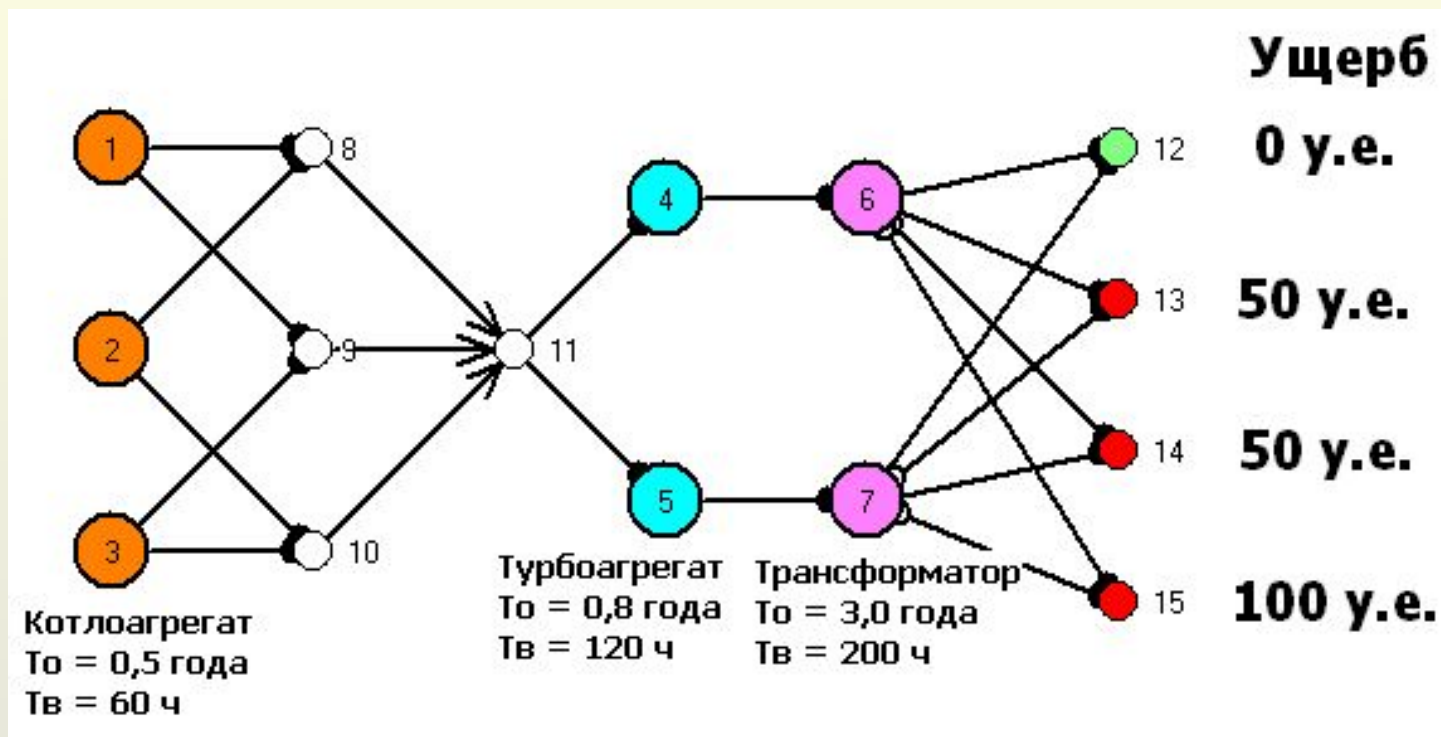 Ущерб
1
8
12
0 у.е.
4
6
13
50 у.е.
2
9
11
14
50 у.е.
5
7
3
10
15
100 у.е.
Котлоагрегат
То = 0,5 года
Тв = 60 ч
Турбоагрегат
То = 0,8 года
Тв = 120 ч
Трансформатор
То = 3,0 года
Тв = 200 ч